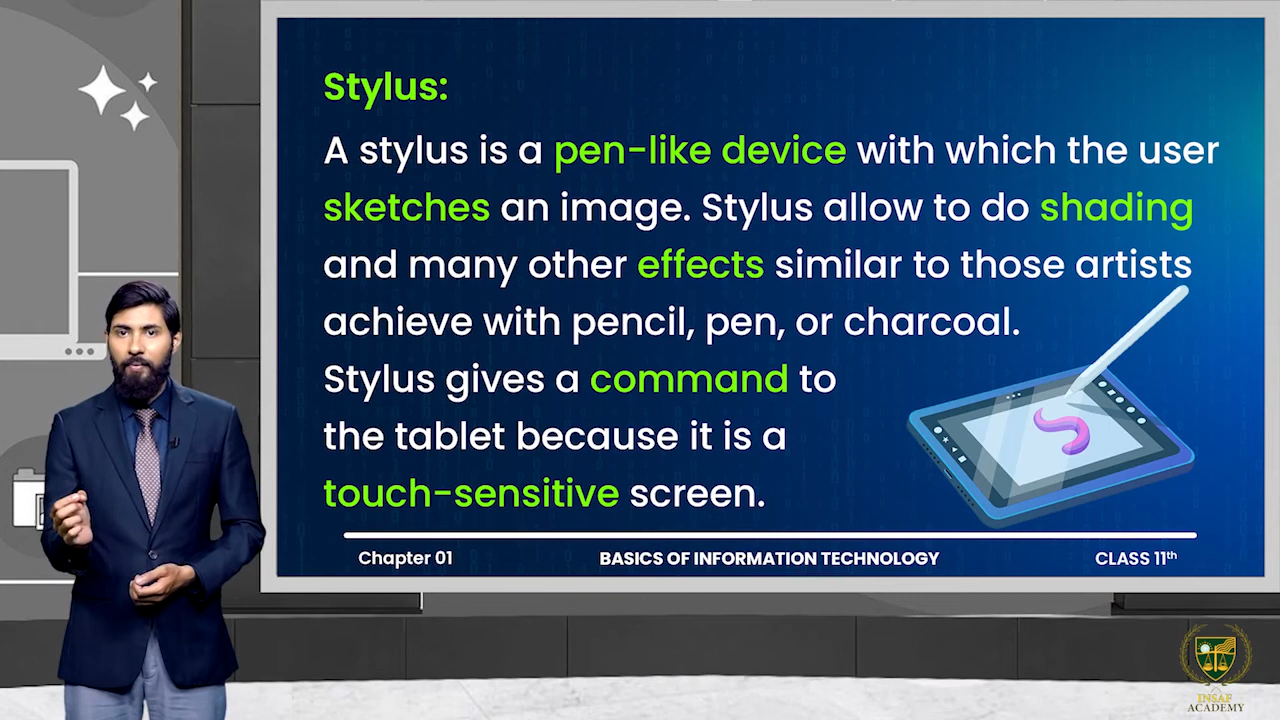 Stylus:
A stylus is a pen-like device with which the user
sketches an image. Stylus allow to do shading
and many other effects similar to those artists
achieve with pencil, pen, or charcoal.
Stylus gives a command to
the tablet because it is a
touch-sensitive screen.
Chapter 01 BASICS OF INFORMATION TECHNOLOGY CLASS 11th
INSAF
ACADEMY